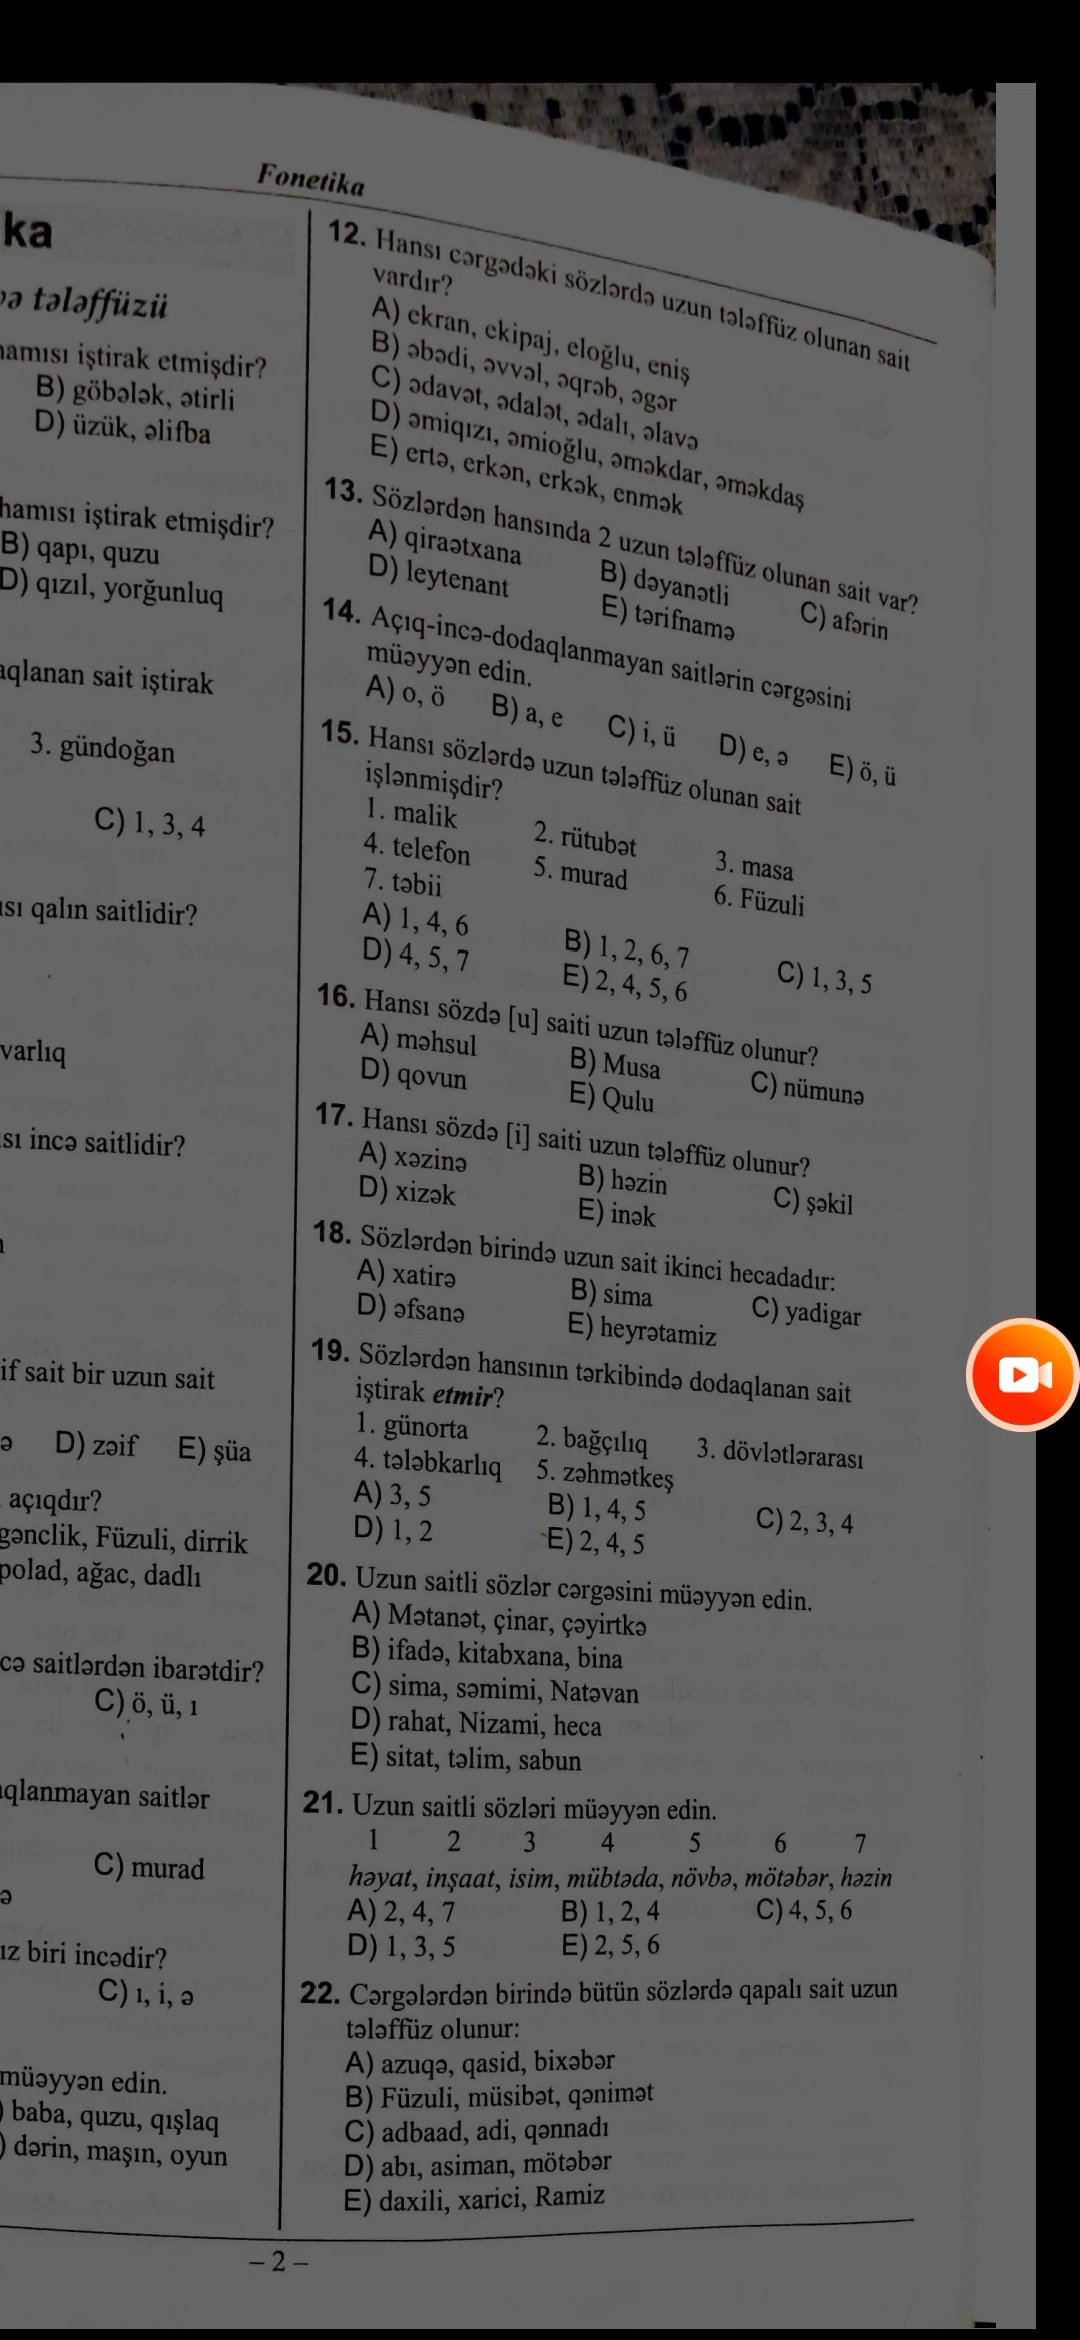 Fonetika
ka
və tələffüzü
hamısı iştirak etmişdir?
B) göbələk, ətirli
D) üzük, əlifba
hamısı iştirak etmişdir?
B) qapı, quzu
D) qızıl, yorğunluq
aqlanan sait iştirak
3. gündoğan
C) 1, 3, 4
ısı qalın saitlidir?
varlıq
sı incə saitlidir?
if sait bir uzun sait
ə D) zəif E) şüa
açıqdır?
gənclik, Füzuli, dirrik
polad, ağac, dadlı
cə saitlərdən ibarətdir?
C) ö, ü, ı
aqlanmayan saitlər
C) murad
ə
ız biri incədir?
C) ı, i, ə
müəyyən edin.
) baba, quzu, qışlaq
) dərin, maşın, oyun
12. Hansı cərgədəki sözlərdə uzun tələffüz olunan sait
vardır?
A) ekran, ekipaj, eloğlu, eniş
B) əbədi, əvvəl, əqrəb, əgər
C) ədavət, ədalət, ədalı, əlavə
D) əmiqızı, əmioğlu, əməkdar, əməkdaş
E) ertə, erkən, erkək, enmək
13. Sözlərdən hansında 2 uzun tələffüz olunan sait var?
A) qiraətxana B) dəyanətli C) afərin
D) leytenant E) tərifnamə
14. Açıq-incə-dodaqlanmayan saitlərin cərgəsini
müəyyən edin.
A) o, ö B) a, e C) i, ü D) e, ə E) ö, ü
15. Hansı sözlərdə uzun tələffüz olunan sait
işlənmişdir?
1. malik 2. rütubət 3. masa
4. telefon 5. murad 6. Füzuli
7. təbii
A) 1, 4, 6 B) 1, 2, 6, 7 C) 1, 3, 5
D) 4, 5, 7 E) 2, 4, 5, 6
16. Hansı sözdə [u] saiti uzun tələffüz olunur?
A) məhsul B) Musa C) nümunə
D) qovun E) Qulu
17. Hansı sözdə [i] saiti uzun tələffüz olunur?
A) xəzinə B) həzin C) şəkil
D) xizək E) inək
18. Sözlərdən birində uzun sait ikinci hecadadır:
A) xatirə B) sima C) yadigar
D) əfsanə E) heyrətamiz
19. Sözlərdən hansının tərkibində dodaqlanan sait
iştirak etmir?
1. günorta 2. bağçılıq 3. dövlətlərarası
4. tələbkarlıq 5. zəhmətkeş
A) 3, 5 B) 1, 4, 5 C) 2, 3, 4
D) 1, 2 E) 2, 4, 5
20. Uzun saitli sözlər cərgəsini müəyyən edin.
A) Mətanət, çinar, çəyirtkə
B) ifadə, kitabxana, bina
C) sima, səmimi, Natəvan
D) rahat, Nizami, heca
E) sitat, təlim, sabun
21. Uzun saitli sözləri müəyyən edin.
1 2 3 4 5 6 7
həyat, inşaat, isim, mübtəda, növbə, mötəbər, həzin
A) 2, 4, 7 B) 1, 2, 4 C) 4, 5, 6
D) 1, 3, 5 E) 2, 5, 6
22. Cərgələrdən birində bütün sözlərdə qapalı sait uzun
tələffüz olunur:
A) azuqə, qasid, bixəbər
B) Füzuli, müsibət, qənimət
C) adbaad, adi, qənnadı
D) abı, asiman, mötəbər
E) daxili, xarici, Ramiz
– 2 –